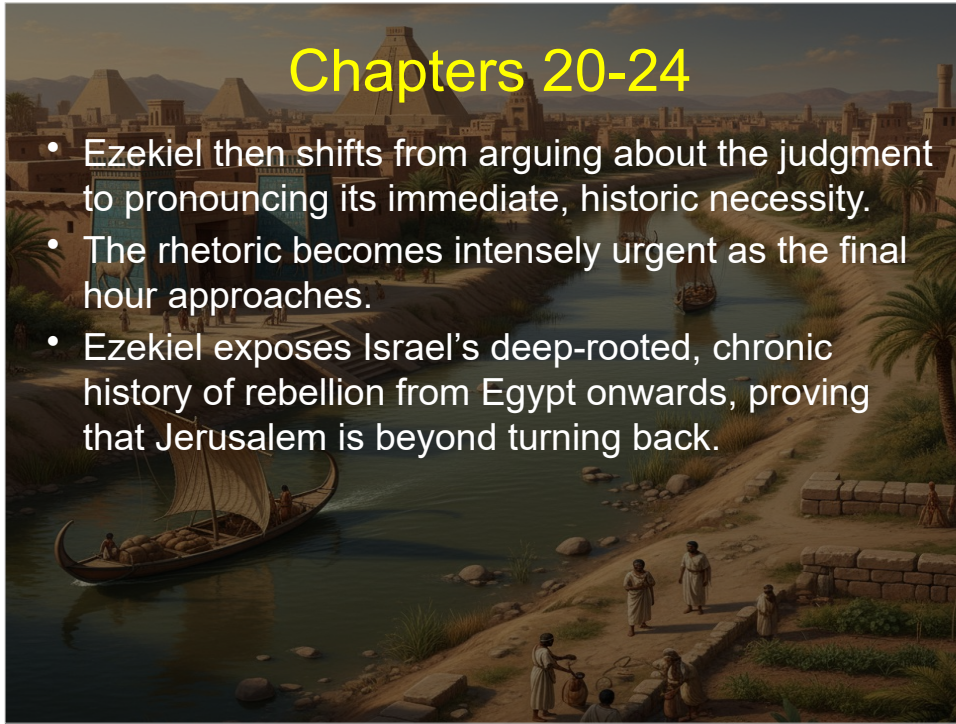 Chapters 20-24
• Ezekiel then shifts from arguing about the judgment
to pronouncing its immediate, historic necessity.
• The rhetoric becomes intensely urgent as the final
hour approaches.
• Ezekiel exposes Israel’s deep-rooted, chronic
history of rebellion from Egypt onwards, proving
that Jerusalem is beyond turning back.